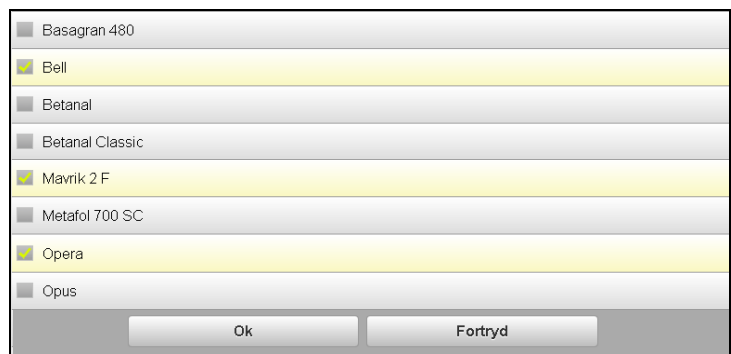 Basagran 480
Bell
Betanal
Betanal Classic
Mavrik 2 F
Metafol 700 SC
Opera
Opus
Ok Fortryd